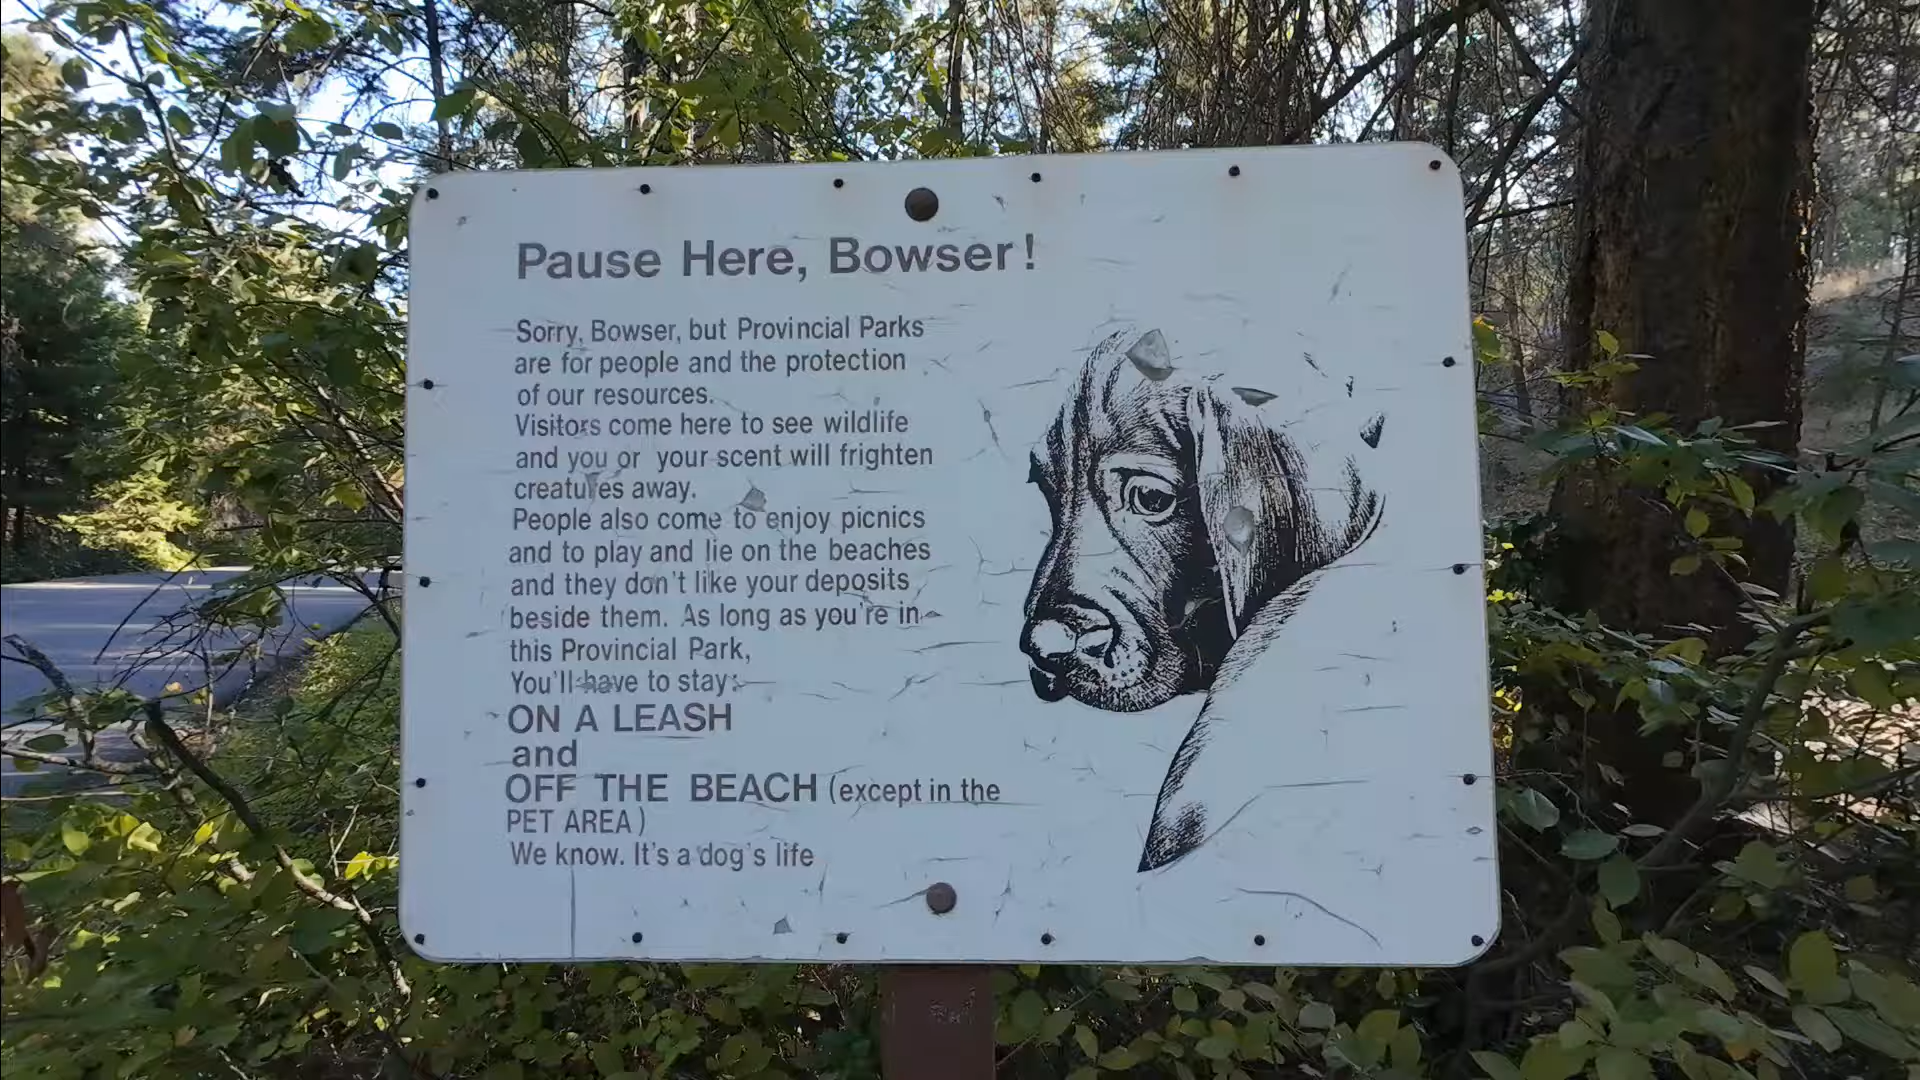 Pause Here, Bowser!
Sorry, Bowser, but Provincial Parks
are for people and the protection
of our resources.
Visitors come here to see wildlife
and you or your scent will frighten
creatures away.
People also come to enjoy picnics
and to play and lie on the beaches
and they don't like your deposits
beside them. As long as you're in
this Provincial Park,
You'll have to stay:
ON A LEASH
and
OFF THE BEACH (except in the
PET AREA)
We know. It's a dog's life